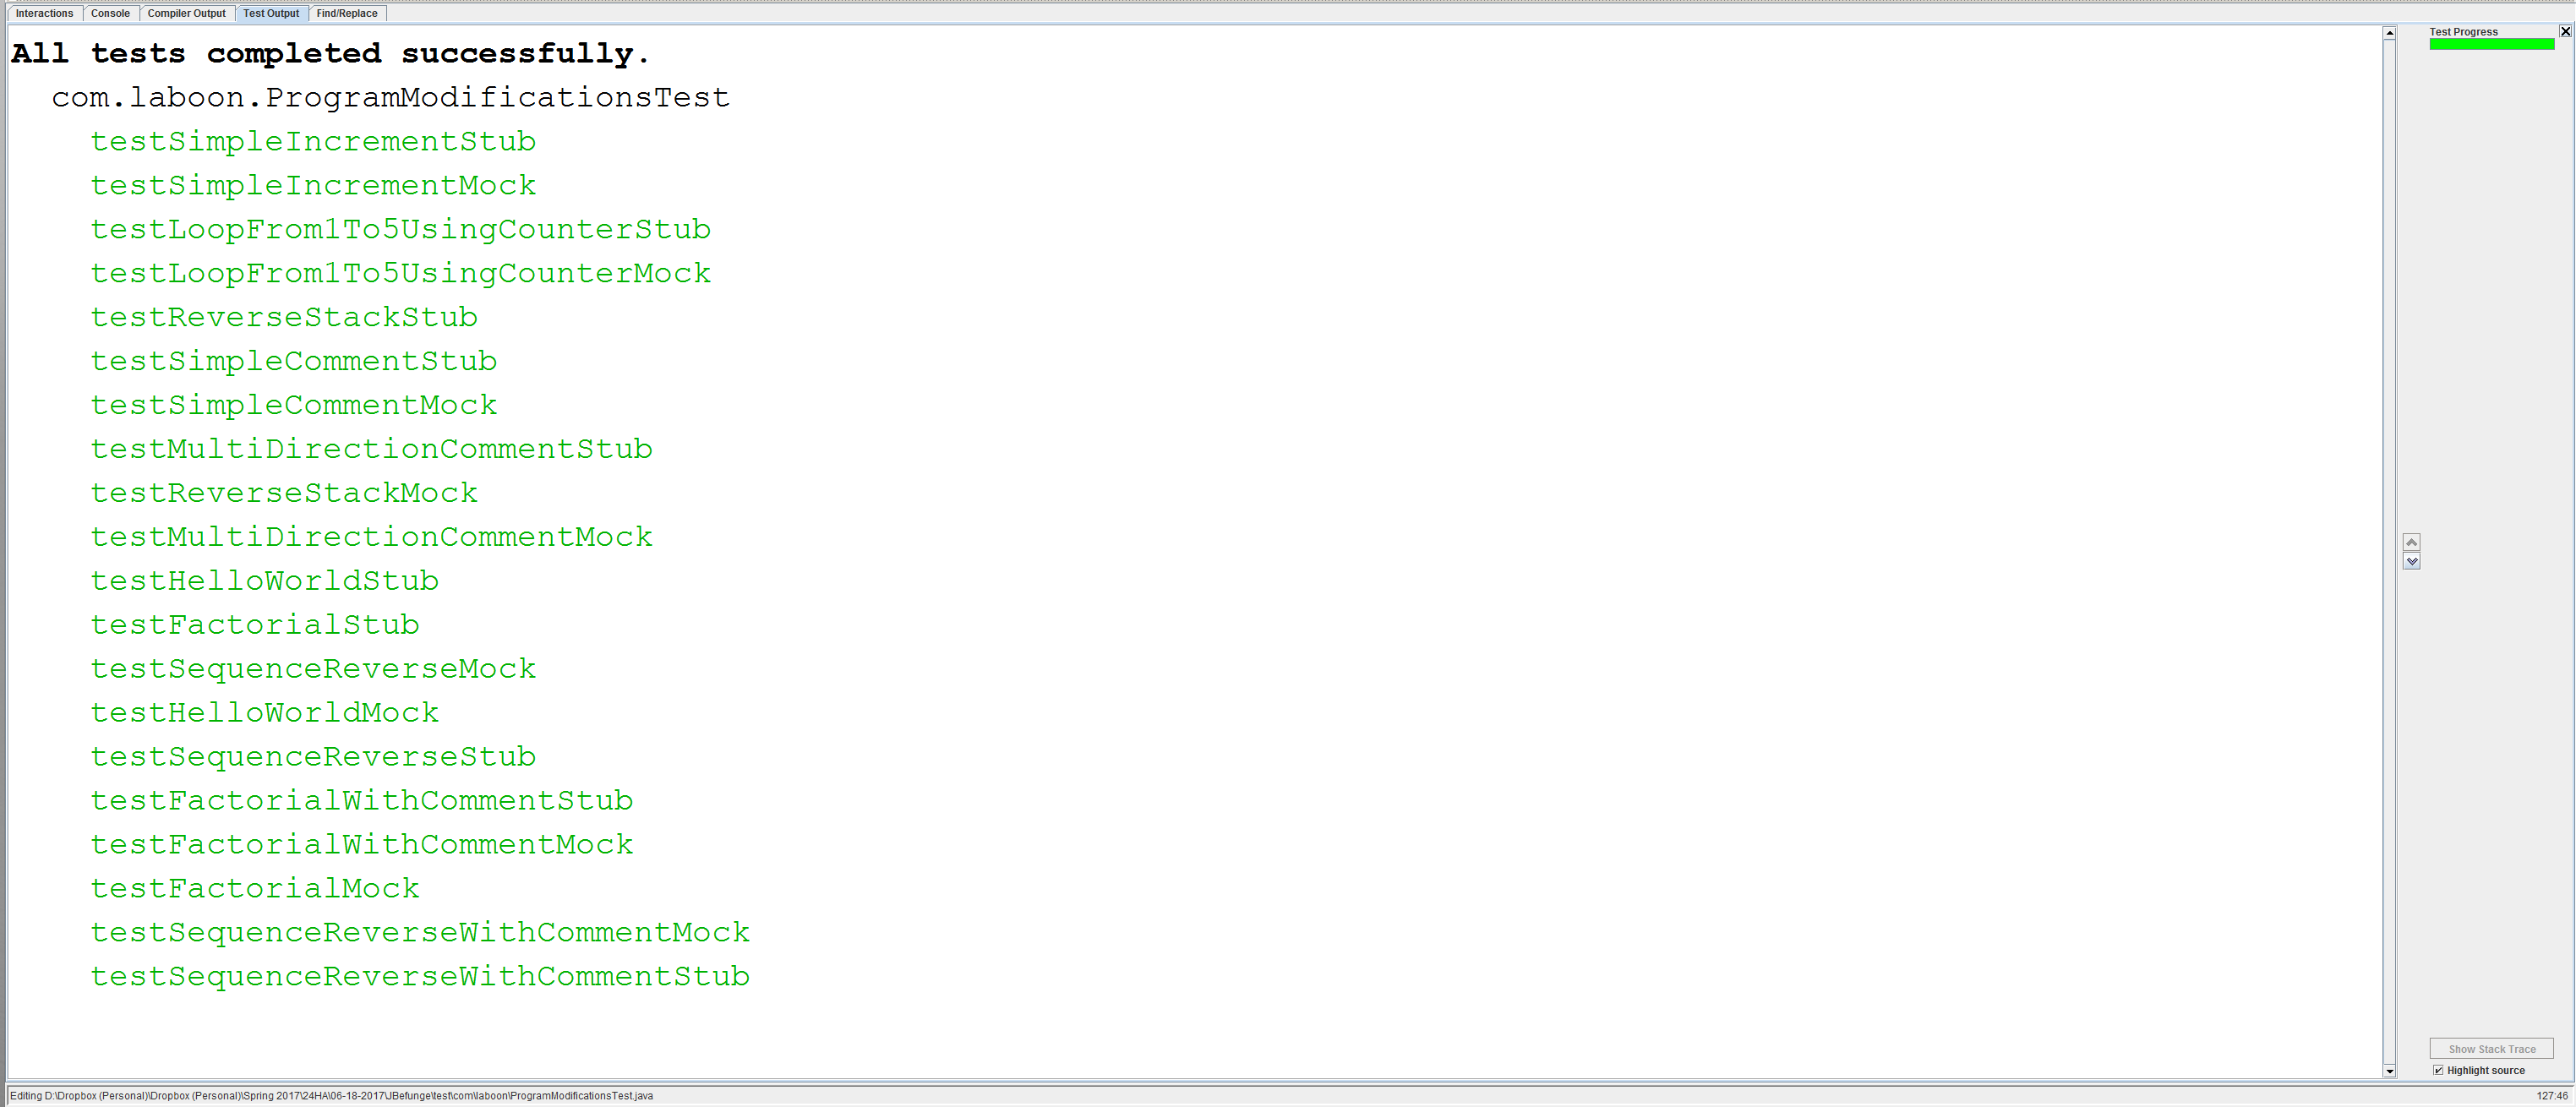 Interactions Console Compiler Output Test Output Find/Replace
All tests completed successfully.
com.laboon.ProgramModificationsTest
testSimpleIncrementStub
testSimpleIncrementMock
testLoopFrom1To5UsingCounterStub
testLoopFrom1To5UsingCounterMock
testReverseStackStub
testSimpleCommentStub
testSimpleCommentMock
testMultiDirectionCommentStub
testReverseStackMock
testMultiDirectionCommentMock
testHelloWorldStub
testFactorialStub
testSequenceReverseMock
testHelloWorldMock
testSequenceReverseStub
testFactorialWithCommentStub
testFactorialWithCommentMock
testFactorialMock
testSequenceReverseWithCommentMock
testSequenceReverseWithCommentStub
Test Progress
Show Stack Trace
Highlight source
Editing D:\Dropbox (Personal)\Dropbox (Personal)\Spring 2017\24HA\06-18-2017\JBefunge\test\com\laboon\ProgramModificationsTest.java
127:46